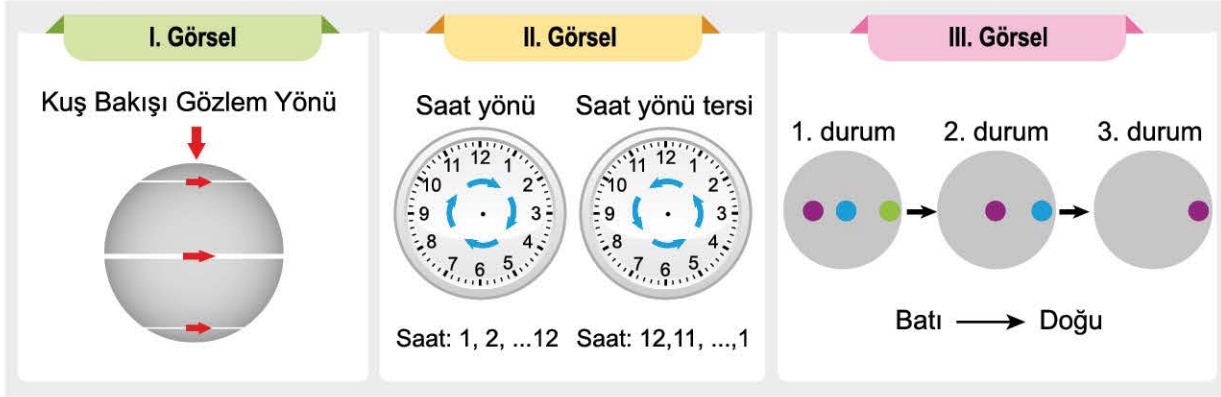 I. Görsel
Kuş Bakışı Gözlem Yönü
II. Görsel
Saat yönü
12
1
2
3
4
5
6
7
8
9
10
11
Saat: 1, 2, ...12
Saat yönü tersi
12
1
2
3
4
5
6
7
8
9
10
11
Saat: 12,11, ...,1
III. Görsel
1. durum
2. durum
3. durum
Batı
Doğu